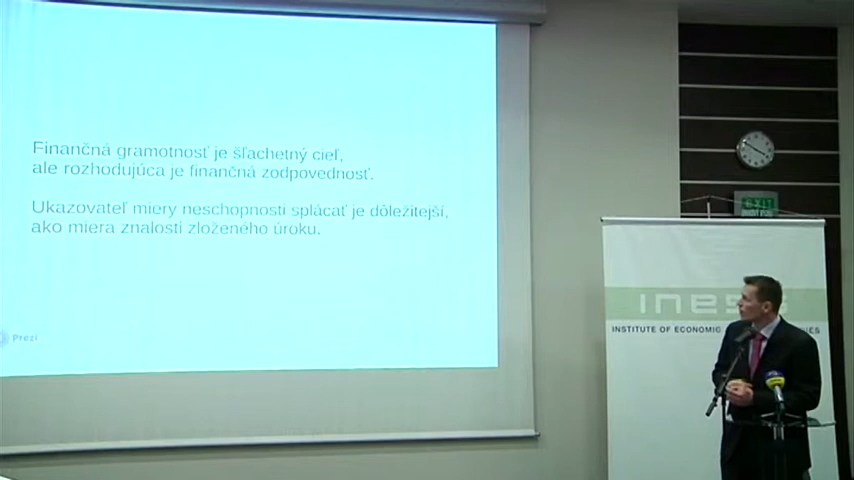 Finančná gramotnosť je šľachetný cieľ,
ale rozhodujúca je finančná zodpovednosť.
Ukazovateľ miery neschopnosti splácať je dôležitejší,
ako miera znalosti zloženého úroku.
Prezi
EXIT
ines
INSTITUTE OF ECONOMIC